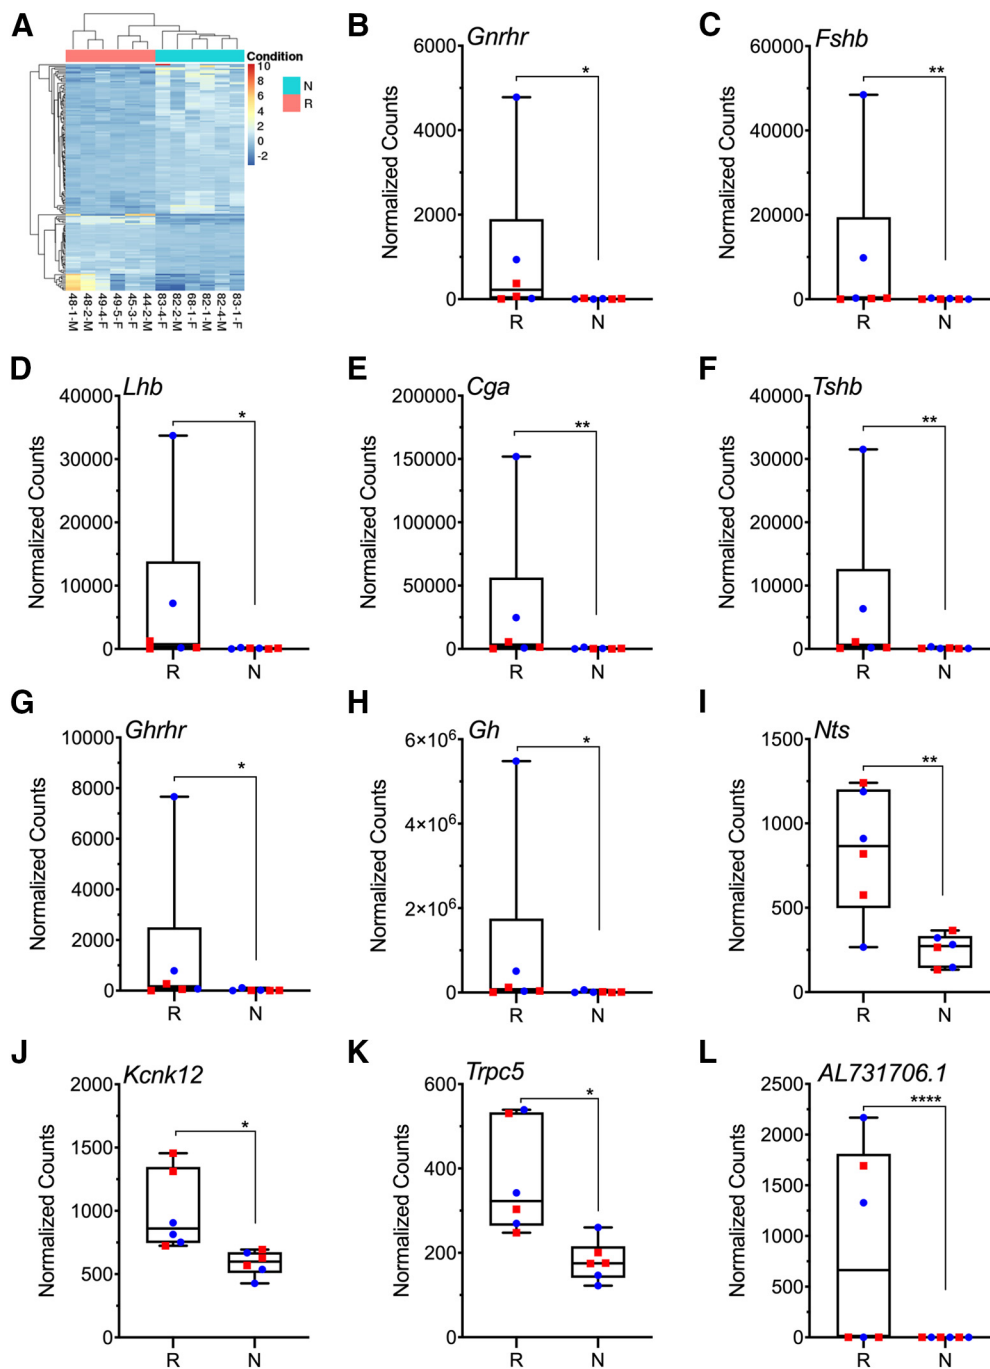 A
Condition
10
8
6
4
2
0
-2
N
R
48-1-M
48-2-M
49-4-F
49-5-F
45-3-F
44-2-M
83-4-F
82-2-M
68-1-F
82-1-M
82-4-M
83-1-F
B
Gnrhr
Normalized Counts
6000
4000
2000
0
*
R N
C
Fshb
Normalized Counts
60000
40000
20000
0
**
R N
D
Lhb
Normalized Counts
40000
30000
20000
10000
0
*
R N
E
Cga
Normalized Counts
200000
150000
100000
50000
0
**
R N
F
Tshb
Normalized Counts
40000
30000
20000
10000
0
**
R N
G
Ghrhr
Normalized Counts
10000
8000
6000
4000
2000
0
*
R N
H
Gh
Normalized Counts
6×10⁶
4×10⁶
2×10⁶
0
*
R N
I
Nts
Normalized Counts
1500
1000
500
0
**
R N
J
Kcnk12
Normalized Counts
2000
1500
1000
500
0
*
R N
K
Trpc5
Normalized Counts
600
400
200
0
*
R N
L
AL731706.1
Normalized Counts
2500
2000
1500
1000
500
0
****
R N